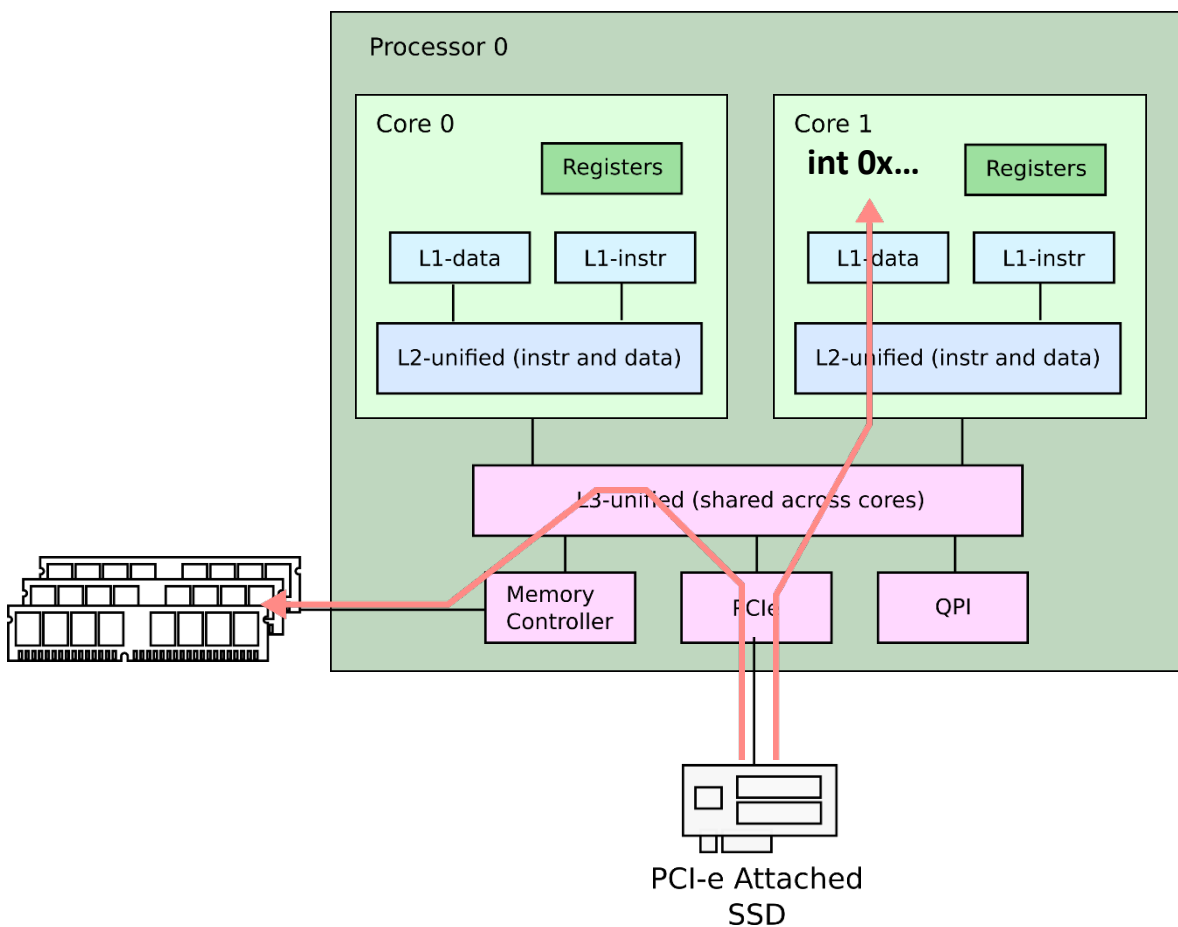 Processor 0
Core 0
Registers
L1-data
L1-instr
L2-unified (instr and data)
Core 1
int 0x...
Registers
L1-data
L1-instr
L2-unified (instr and data)
L3-unified (shared across cores)
Memory
Controller
PCIe
QPI
PCI-e Attached
SSD